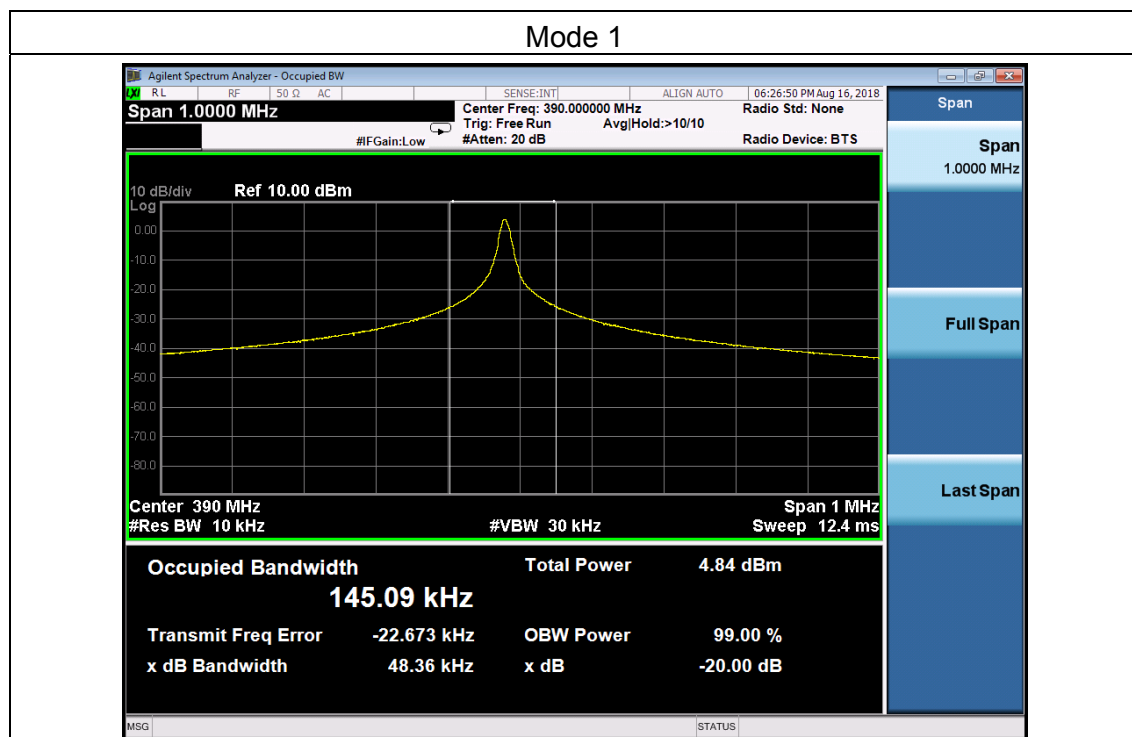 Mode 1
Agilent Spectrum Analyzer - Occupied BW
LXI RL RF 50 Ω AC SENSE:INT ALIGN AUTO 06:26:50 PM Aug 16, 2018
Span 1.0000 MHz
Center Freq: 390.000000 MHz
Radio Std: None
Trig: Free Run Avg|Hold:>10/10
#IFGain:Low
#Atten: 20 dB
Radio Device: BTS
10 dB/div Ref 10.00 dBm
Log
0.00
-10.0
-20.0
-30.0
-40.0
-50.0
-60.0
-70.0
-80.0
Center 390 MHz
Span 1 MHz
#Res BW 10 kHz
#VBW 30 kHz
Sweep 12.4 ms
Occupied Bandwidth
145.09 kHz
Total Power 4.84 dBm
Transmit Freq Error -22.673 kHz
OBW Power 99.00 %
x dB Bandwidth 48.36 kHz
x dB -20.00 dB
MSG
STATUS
Span
Span
1.0000 MHz
Full Span
Last Span